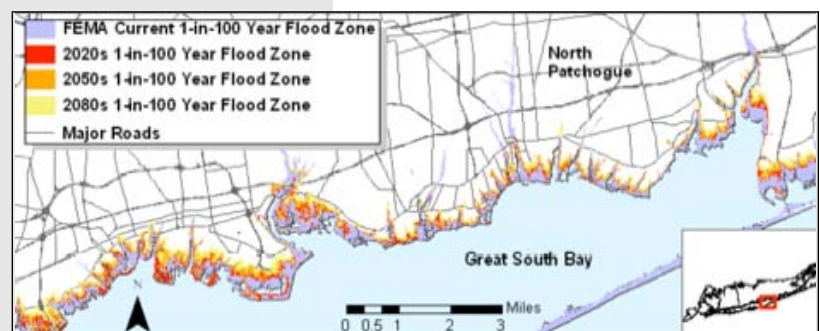 FEMA Current 1-in-100 Year Flood Zone
2020s 1-in-100 Year Flood Zone
2050s 1-in-100 Year Flood Zone
2080s 1-in-100 Year Flood Zone
Major Roads
North
Patchogue
Great South Bay
N
Miles
0 0.5 1 2 3